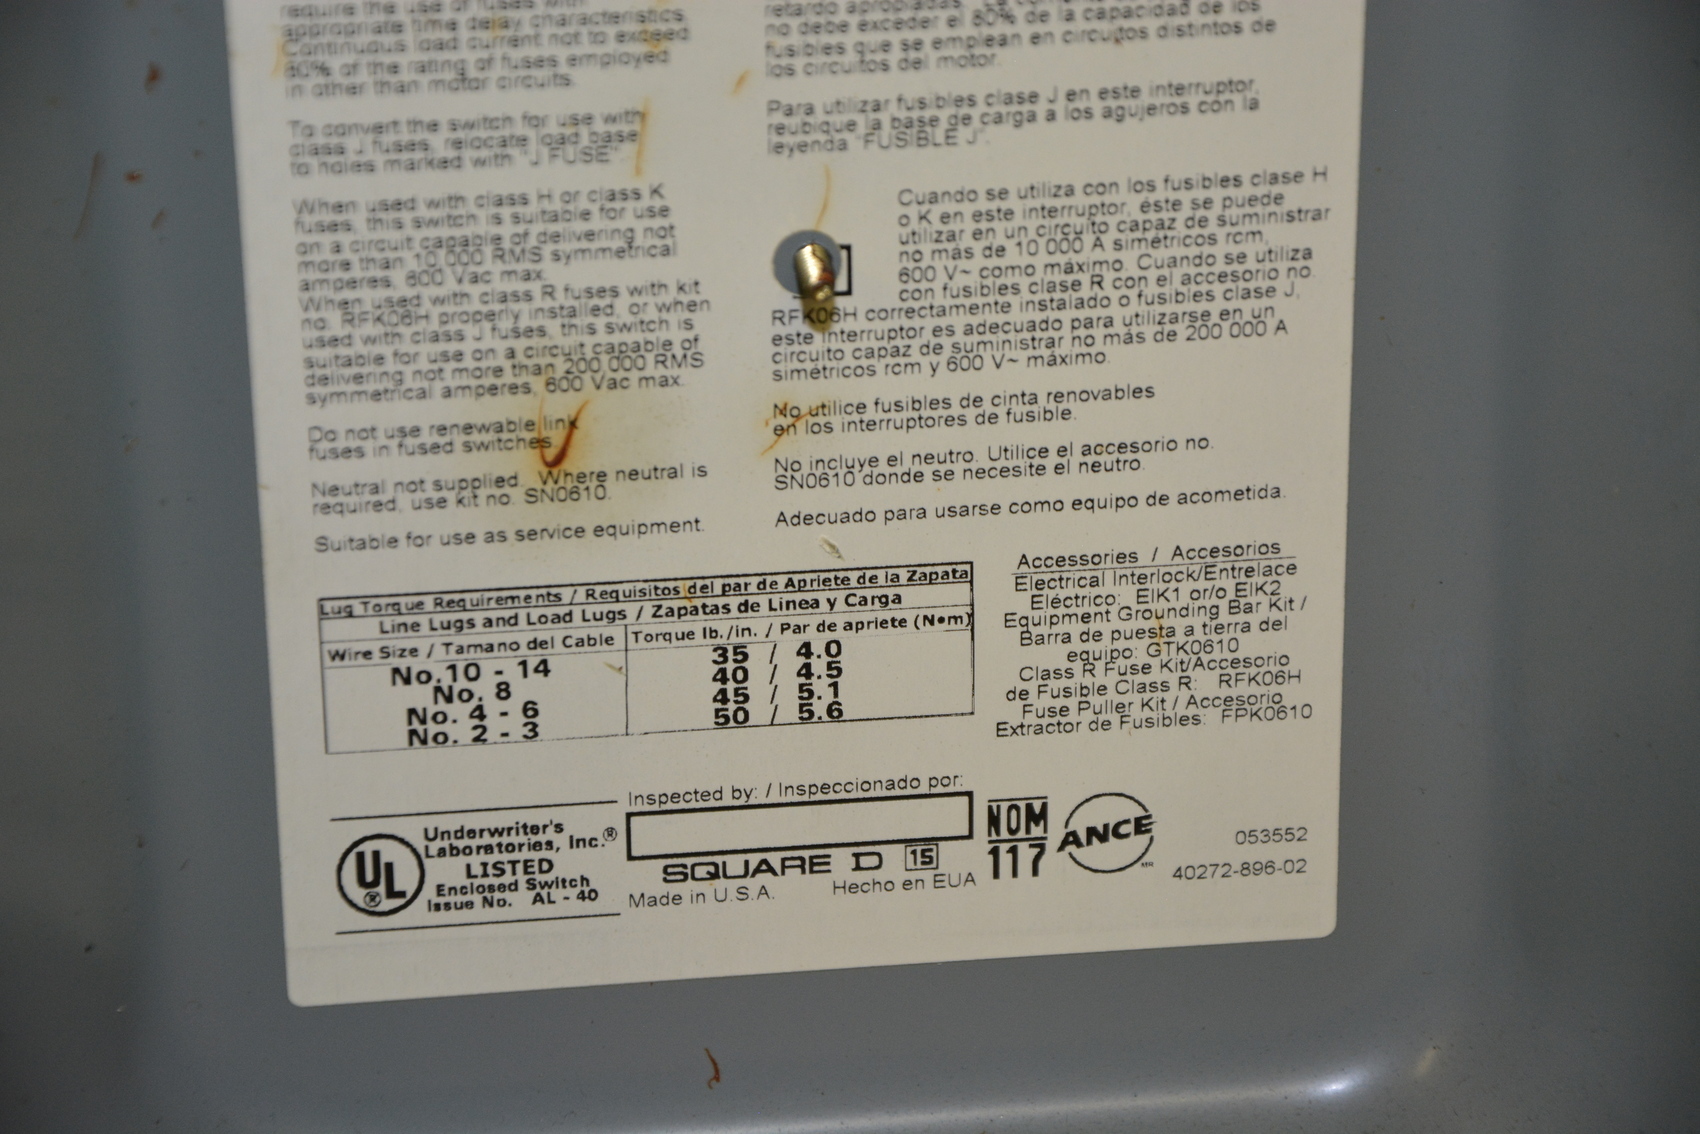 require the use of fuses with
appropriate time delay characteristics.
Continuous load current not to exceed
80% of the rating of fuses employed
in other than motor circuits.
To convert the switch for use with
class J fuses, relocate load base
to holes marked with "J FUSE".
When used with class H or class K
fuses, this switch is suitable for use
on a circuit capable of delivering not
more than 10,000 RMS symmetrical
amperes, 600 Vac max.
When used with class R fuses with kit
no. RFK06H properly installed, or when
used with class J fuses, this switch is
suitable for use on a circuit capable of
delivering not more than 200,000 RMS
symmetrical amperes, 600 Vac max.
Do not use renewable link
fuses in fused switches.
Neutral not supplied. Where neutral is
required, use kit no. SN0610.
Suitable for use as service equipment.
retardo apropiadas. La
no debe exceder el 80% de la capacidad de los
fusibles que se emplean en circuitos distintos de
los circuitos del motor.
Para utilizar fusibles clase J en este interruptor,
reubique la base de carga a los agujeros con la
leyenda "FUSIBLE J".
Cuando se utiliza con los fusibles clase H
o K en este interruptor, éste se puede
utilizar en un circuito capaz de suministrar
no más de 10 000 A simétricos rcm,
600 V~ como máximo. Cuando se utiliza
con fusibles clase R con el accesorio no.
RFK06H correctamente instalado o fusibles clase J,
este interruptor es adecuado para utilizarse en un
circuito capaz de suministrar no más de 200 000 A
simétricos rcm y 600 V~ máximo.
No utilice fusibles de cinta renovables
en los interruptores de fusible.
No incluye el neutro. Utilice el accesorio no.
SN0610 donde se necesite el neutro.
Adecuado para usarse como equipo de acometida.
Lug Torque Requirements / Requisitos del par de Apriete de la Zapata
Line Lugs and Load Lugs / Zapatas de Linea y Carga
Wire Size / Tamano del Cable Torque lb./in. / Par de apriete (N•m)
No.10 - 14 35 / 4.0
No. 8 40 / 4.5
No. 4 - 6 45 / 5.1
No. 2 - 3 50 / 5.6
Accessories / Accesorios
Electrical Interlock/Entrelace
Eléctrico: EIK1 or/o EIK2
Equipment Grounding Bar Kit /
Barra de puesta a tierra del
equipo: GTK0610
Class R Fuse Kit/Accesorio
de Fusible Class R: RFK06H
Fuse Puller Kit / Accesorio
Extractor de Fusibles: FPK0610
UL ®
Underwriter's
Laboratories, Inc.®
LISTED
Enclosed Switch
Issue No. AL - 40
Inspected by: / Inspeccionado por:
SQUARE D 15
Made in U.S.A. Hecho en EUA
NOM
117
ANCE
MR
053552
40272-896-02